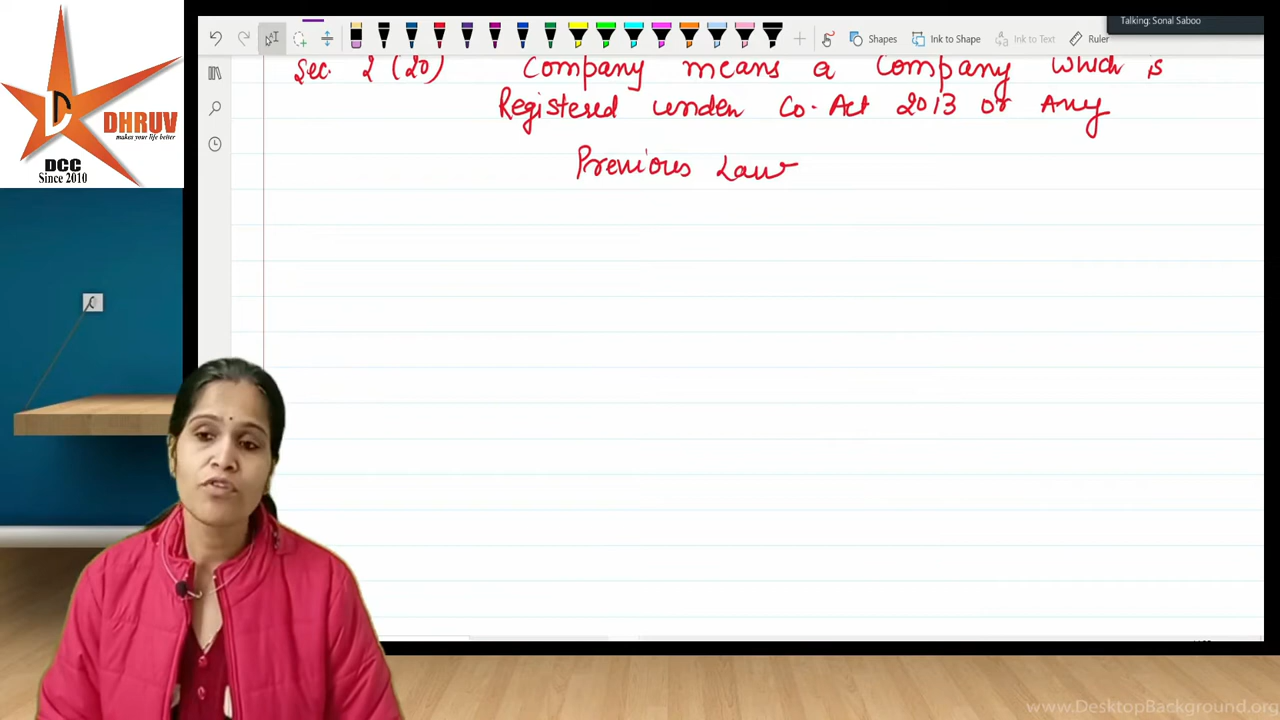 Talking: Sonal Saboo
Shapes
Ink to Shape
Ink to Text
Ruler
Sec. 2 (20) Company means a Company which is
Registered under Co. Act 2013 or Any
Previous Law
D
DHRUV
makes your life better
DCC
Since 2010
www.DesktopBackground.org